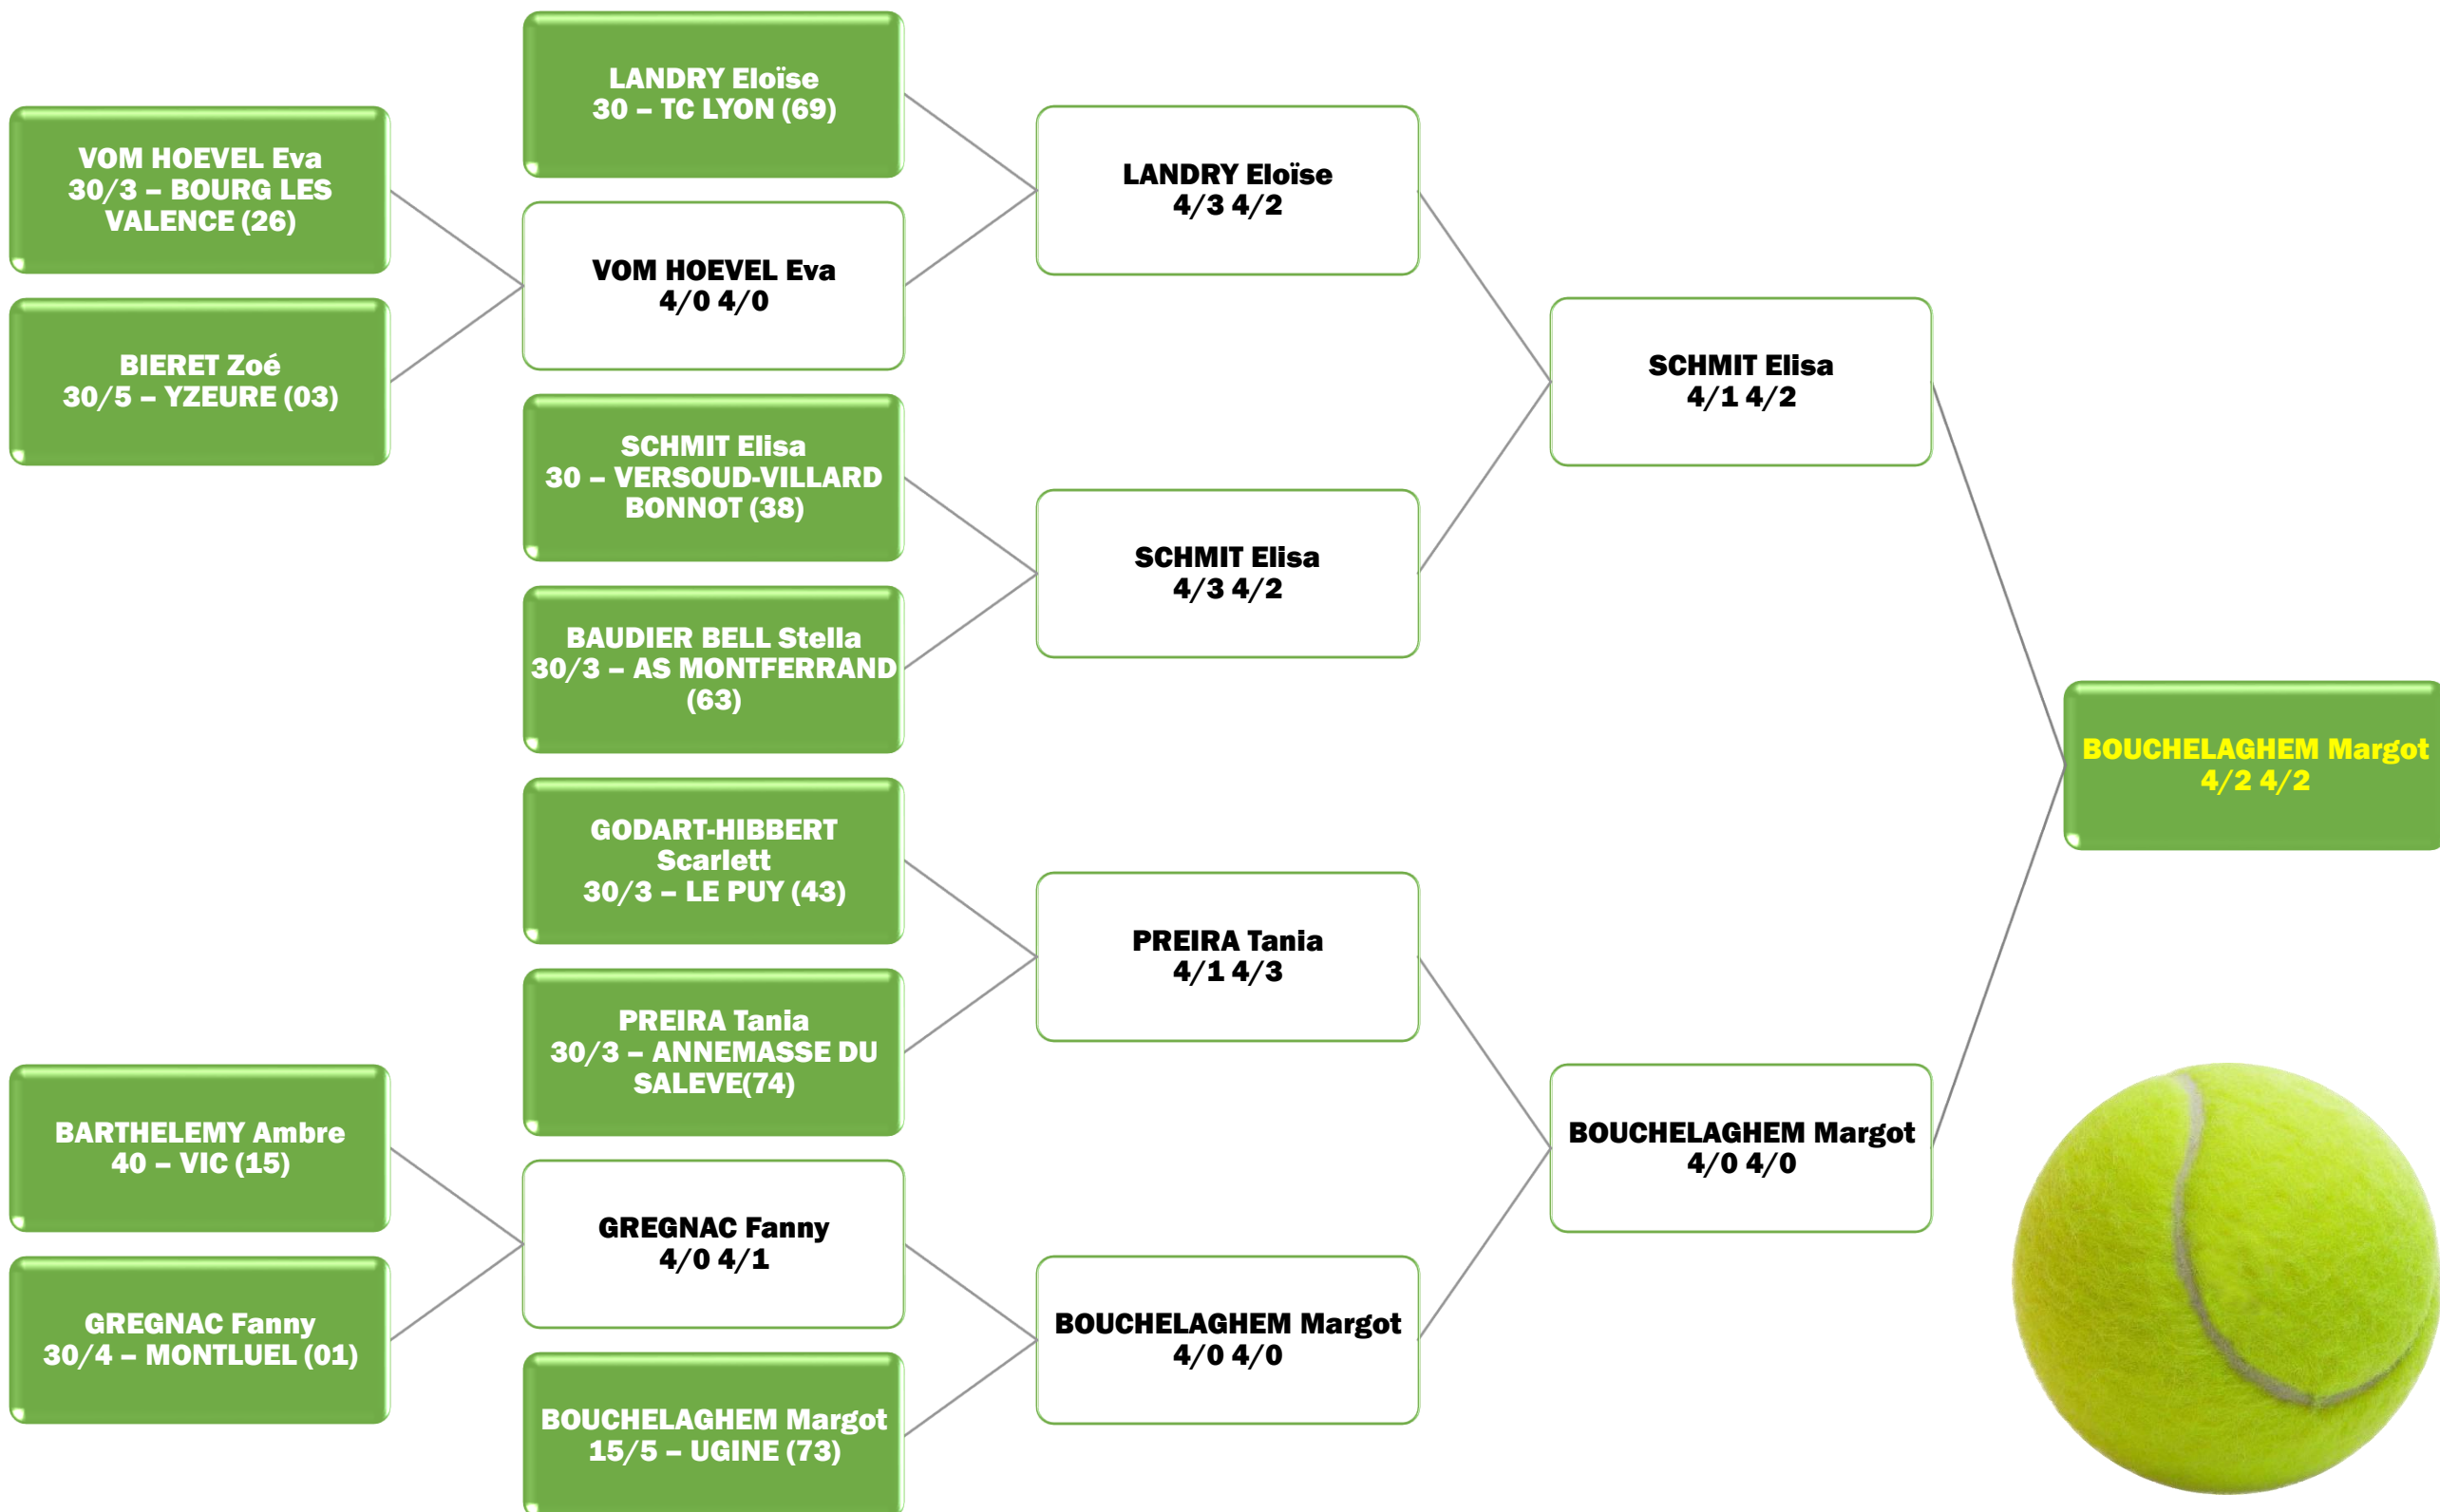 VOM HOEVEL Eva
30/3 – BOURG LES
VALENCE (26)
BIERET Zoé
30/5 – YZEURE (03)
BARTHELEMY Ambre
40 – VIC (15)
GREGNAC Fanny
30/4 – MONTLUEL (01)
LANDRY Eloïse
30 – TC LYON (69)
VOM HOEVEL Eva
4/0 4/0
SCHMIT Elisa
30 – VERSOUD-VILLARD
BONNOT (38)
BAUDIER BELL Stella
30/3 – AS MONTFERRAND
(63)
GODART-HIBBERT
Scarlett
30/3 – LE PUY (43)
PREIRA Tania
30/3 – ANNEMASSE DU
SALEVE(74)
GREGNAC Fanny
4/0 4/1
BOUCHELAGHEM Margot
15/5 – UGINE (73)
LANDRY Eloïse
4/3 4/2
SCHMIT Elisa
4/3 4/2
PREIRA Tania
4/1 4/3
BOUCHELAGHEM Margot
4/0 4/0
SCHMIT Elisa
4/1 4/2
BOUCHELAGHEM Margot
4/0 4/0
BOUCHELAGHEM Margot
4/2 4/2